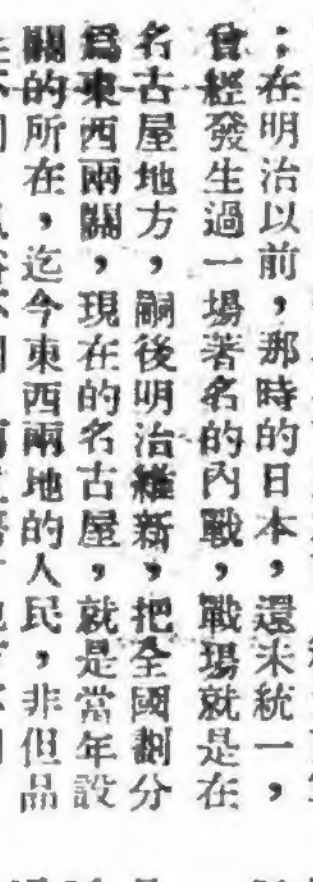 ；在明治以前，那時的日本，還未統一，
曾經發生過一場著名的內戰，戰場就是在
名古屋地方，嗣後明治維新，把全國劃分
爲東西兩關，現在的名古屋，就是當年設
關的所在，迄今東西兩地的人民，非但品